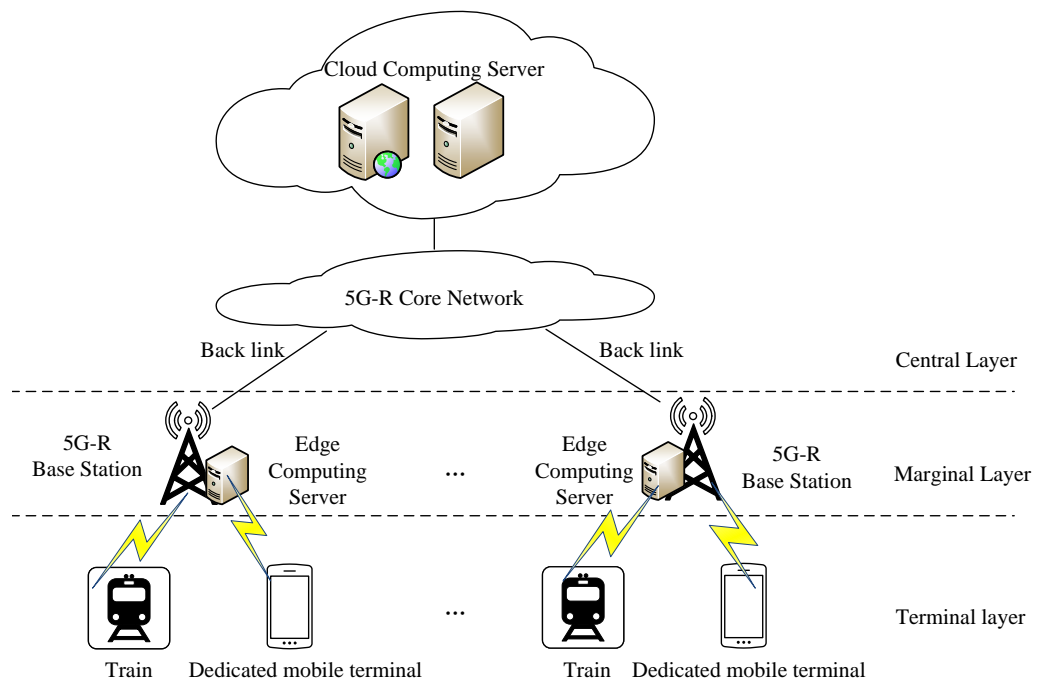 Cloud Computing Server
5G-R Core Network
Back link
Back link
Central Layer
5G-R
Base Station
Edge
Computing
Server
...
Edge
Computing
Server
5G-R
Base Station
Marginal Layer
...
Terminal layer
Train
Dedicated mobile terminal
Train
Dedicated mobile terminal